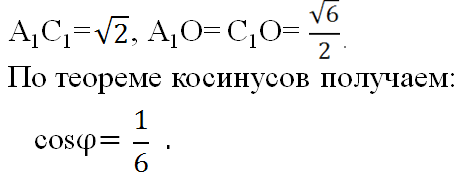 A₁C₁=√2, A₁O= C₁O= √6/2.
По теореме косинусов получаем:
cosφ= 1/6 .